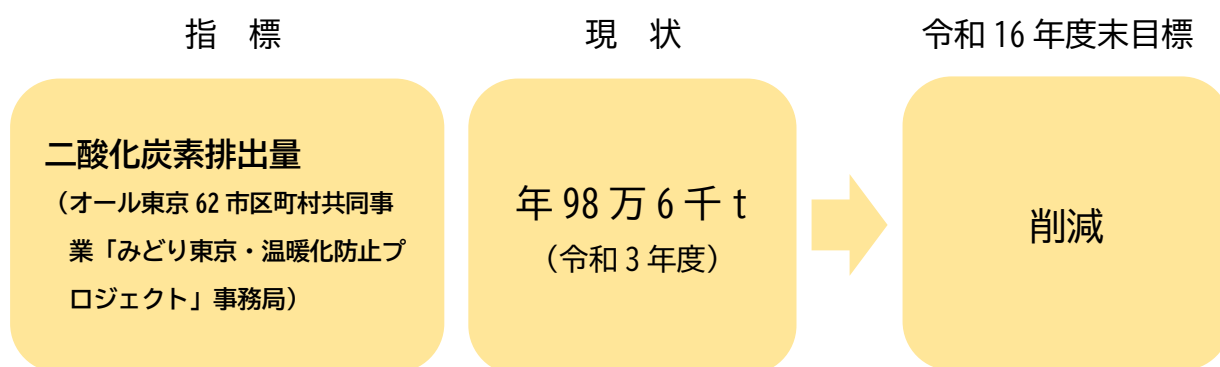 指　標
現　状
令和 16 年度末目標
二酸化炭素排出量
（オール東京 62 市区町村共同事
業「みどり東京・温暖化防止プ
ロジェクト」事務局）
年 98 万 6 千 t
（令和 3 年度）
削減